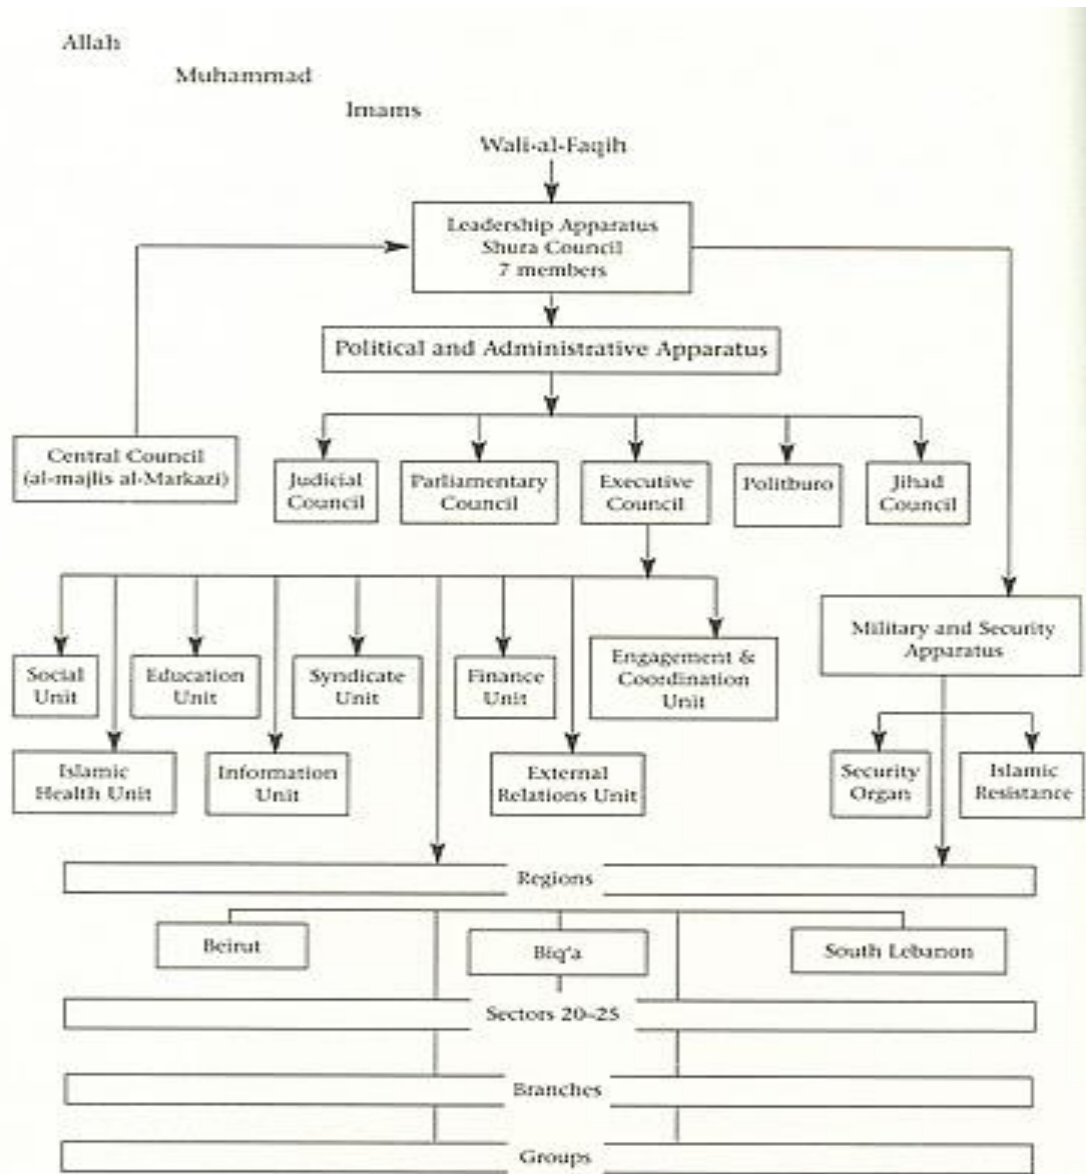 Allah
Muhammad
Imams
Wali-al-Faqih
Leadership Apparatus
Shura Council
7 members
Political and Administrative Apparatus
Central Council
(al-majlis al-Markazi)
Judicial
Council
Parliamentary
Council
Executive
Council
Politburo
Jihad
Council
Military and Security
Apparatus
Social
Unit
Education
Unit
Syndicate
Unit
Finance
Unit
Engagement &
Coordination
Unit
Islamic
Health Unit
Information
Unit
External
Relations Unit
Security
Organ
Islamic
Resistance
Regions
Beirut
Biq'a
South Lebanon
Sectors 20–25
Branches
Groups